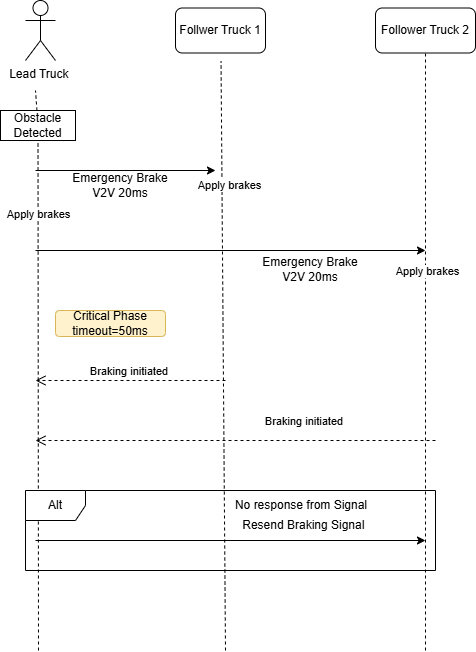 Follwer Truck 1
Follower Truck 2
Lead Truck
Obstacle
Detected
Emergency Brake
V2V 20ms
Apply brakes
Apply brakes
Emergency Brake
V2V 20ms
Apply brakes
Critical Phase
timeout=50ms
Braking initiated
Braking initiated
Alt
No response from Signal
Resend Braking Signal